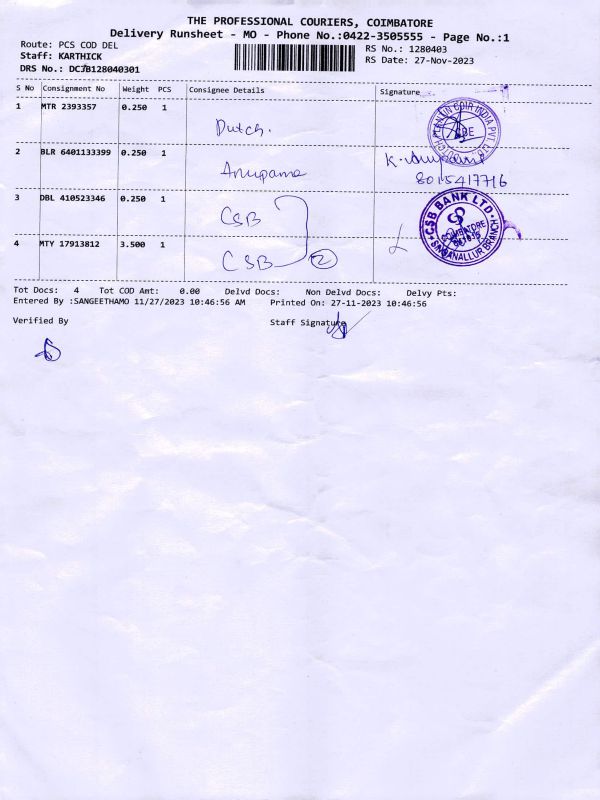 THE PROFESSIONAL COURIERS, COIMBATORE
Delivery Runsheet - MO - Phone No.:0422-3505555 - Page No.:1
Route: PCS COD DEL
RS No.: 1280403
Staff: KARTHICK
RS Date: 27-Nov-2023
DRS No.: DCJB128040301
S No Consignment No Weight PCS Consignee Details Signature
1 MTR 2393357 0.250 1
Dutch.
2 BLR 6401133399 0.250 1
Anupama K. Anupama
8015417716
3 DBL 410523346 0.250 1
CSB
CSB BANK LTD
COIMBATORE
SINGANALLUR BRANCH
4 MTY 17913812 3.500 1
CSB 2
Tot Docs: 4 Tot COD Amt: 0.00 Delvd Docs: Non Delvd Docs: Delvy Pts:
Entered By :SANGEETHAMO 11/27/2023 10:46:56 AM Printed On: 27-11-2023 10:46:56
Verified By Staff Signature